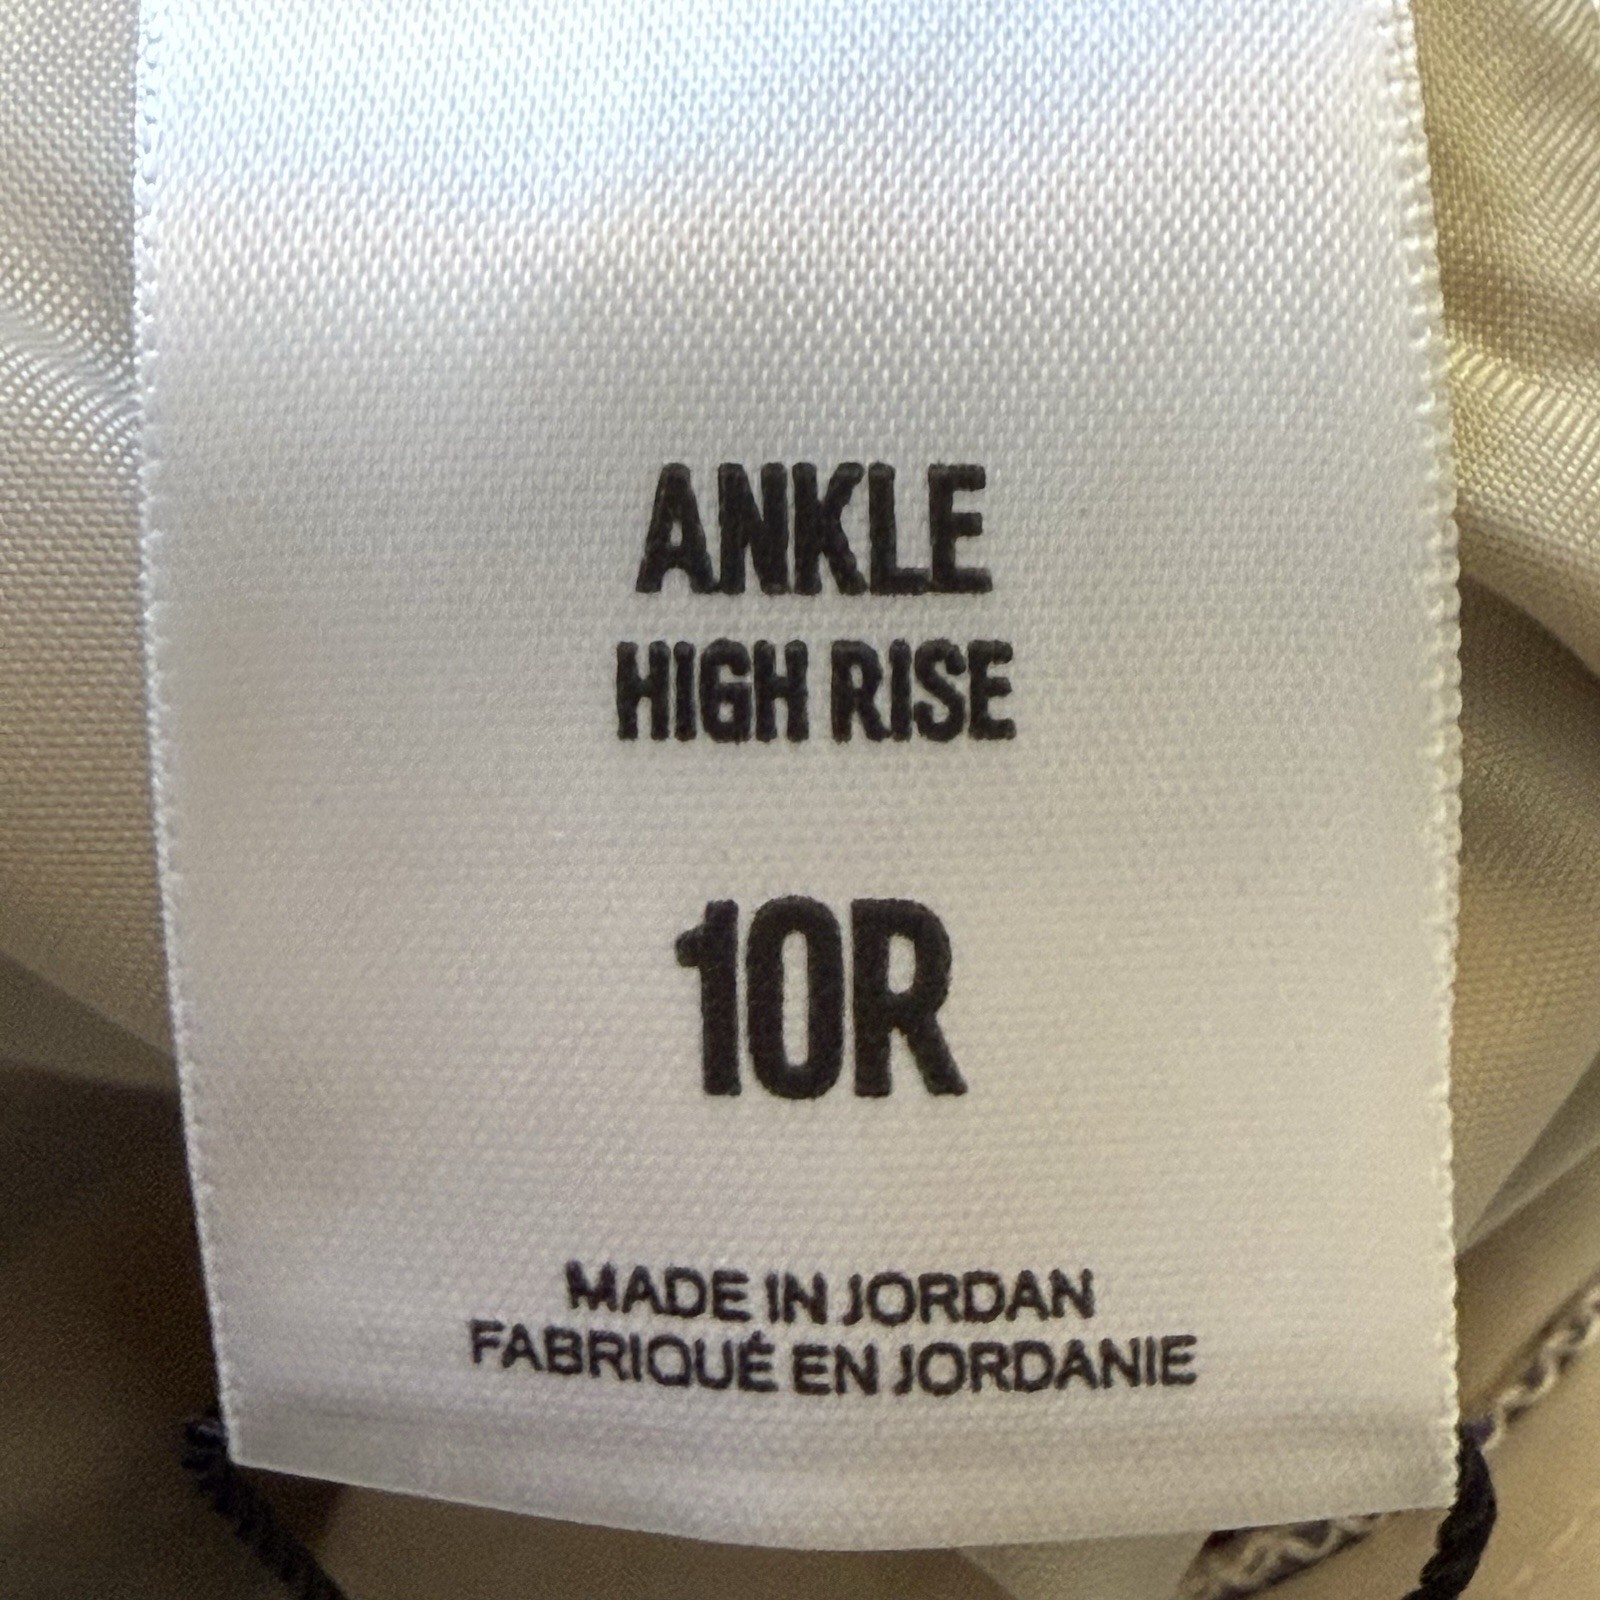 ANKLE
HIGH RISE
10R
MADE IN JORDAN
FABRIQUÉ EN JORDANIE